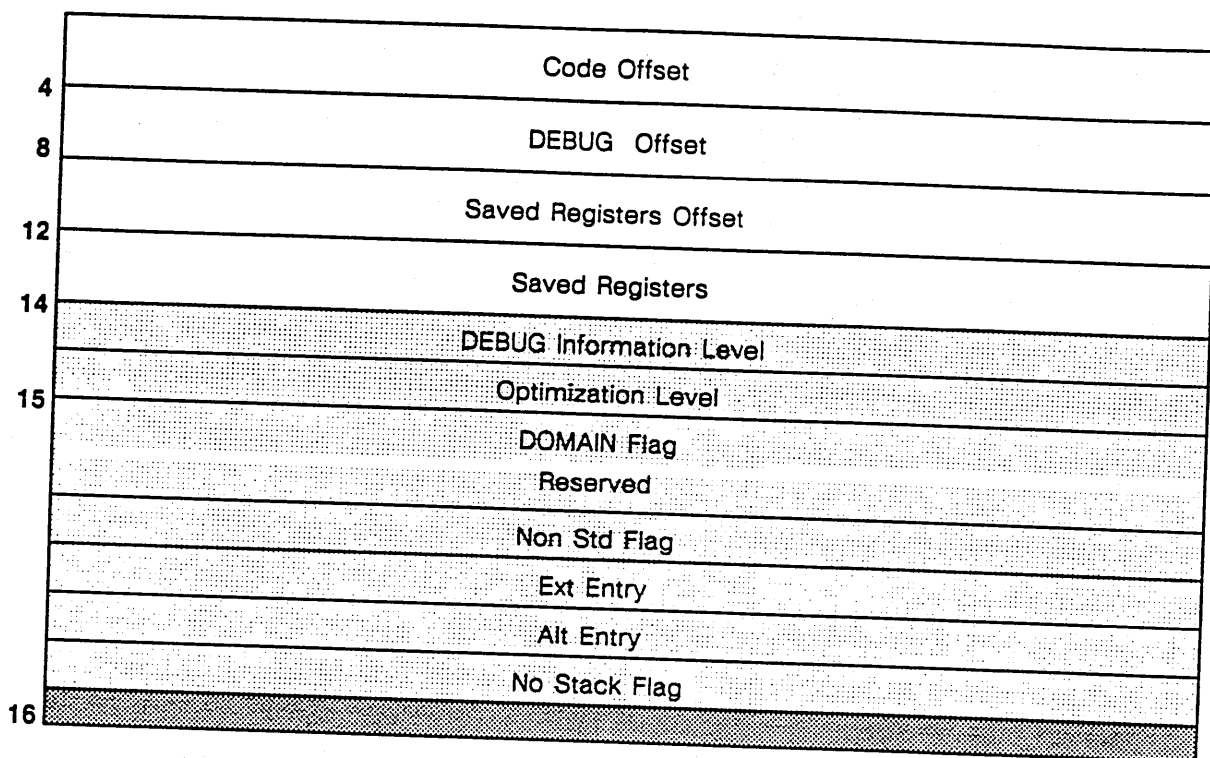 Code Offset
4
DEBUG Offset
8
Saved Registers Offset
12
Saved Registers
14
DEBUG Information Level
Optimization Level
15
DOMAIN Flag
Reserved
Non Std Flag
Ext Entry
Alt Entry
No Stack Flag
16